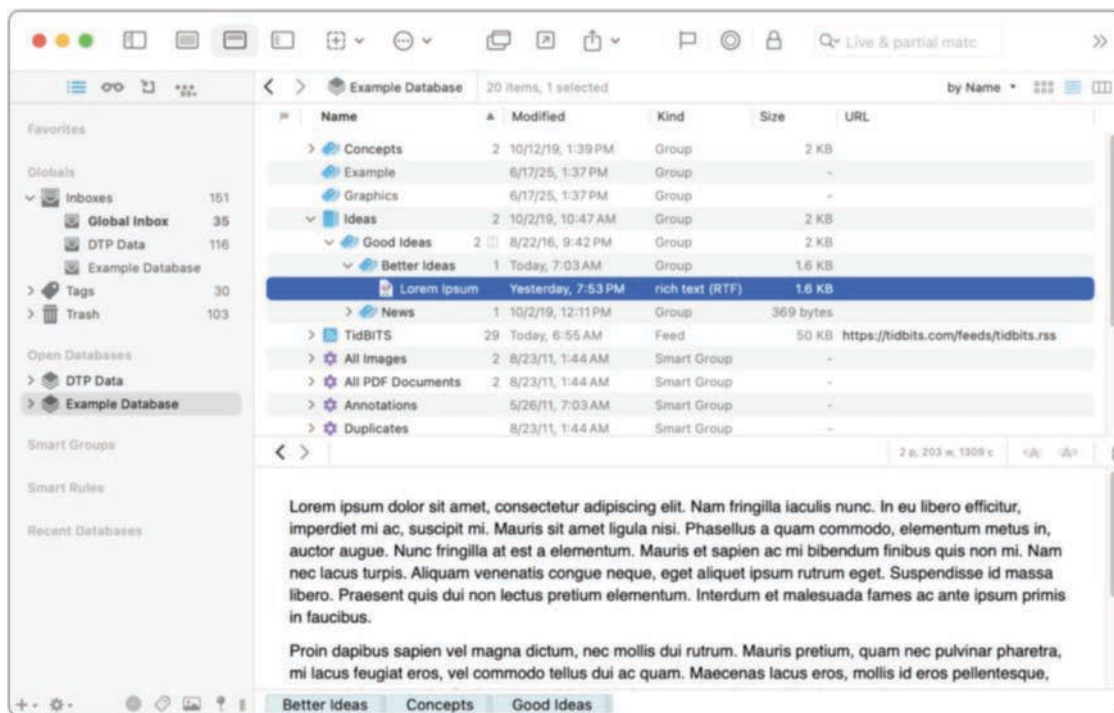 Live & partial matc
Example Database 20 items, 1 selected by Name
Name Modified Kind Size URL
Favorites
Globals
Inboxes 151
Global Inbox 35
DTP Data 116
Example Database
Tags 30
Trash 103
Open Databases
DTP Data
Example Database
Smart Groups
Smart Rules
Recent Databases
Concepts 2 10/12/19, 1:39 PM Group 2 KB
Example 6/17/25, 1:37 PM Group -
Graphics 6/17/25, 1:37 PM Group -
Ideas 2 10/2/19, 10:47 AM Group 2 KB
Good Ideas 2 8/22/16, 9:42 PM Group 2 KB
Better Ideas 1 Today, 7:03 AM Group 1.6 KB
Lorem Ipsum Yesterday, 7:53 PM rich text (RTF) 1.6 KB
News 1 10/2/19, 12:11 PM Group 369 bytes
TidBITS 29 Today, 6:55 AM Feed 50 KB https://tidbits.com/feeds/tidbits.rss
All Images 2 8/23/11, 1:44 AM Smart Group -
All PDF Documents 2 8/23/11, 1:44 AM Smart Group -
Annotations 5/26/11, 7:03 AM Smart Group -
Duplicates 8/23/11, 1:44 AM Smart Group -
2 p, 203 w, 1309 c <A> <A>
Lorem ipsum dolor sit amet, consectetur adipiscing elit. Nam fringilla iaculis nunc. In eu libero efficitur,
imperdiet mi ac, suscipit mi. Mauris sit amet ligula nisi. Phasellus a quam commodo, elementum metus in,
auctor augue. Nunc fringilla at est a elementum. Mauris et sapien ac mi bibendum finibus quis non mi. Nam
nec lacus turpis. Aliquam venenatis congue neque, eget aliquet ipsum rutrum eget. Suspendisse id massa
libero. Praesent quis dui non lectus pretium elementum. Interdum et malesuada fames ac ante ipsum primis
in faucibus.
Proin dapibus sapien vel magna dictum, nec mollis dui rutrum. Mauris pretium, quam nec pulvinar pharetra,
mi lacus feugiat eros, vel commodo tellus dui ac quam. Maecenas lacus eros, mollis id eros pellentesque,
Better Ideas Concepts Good Ideas